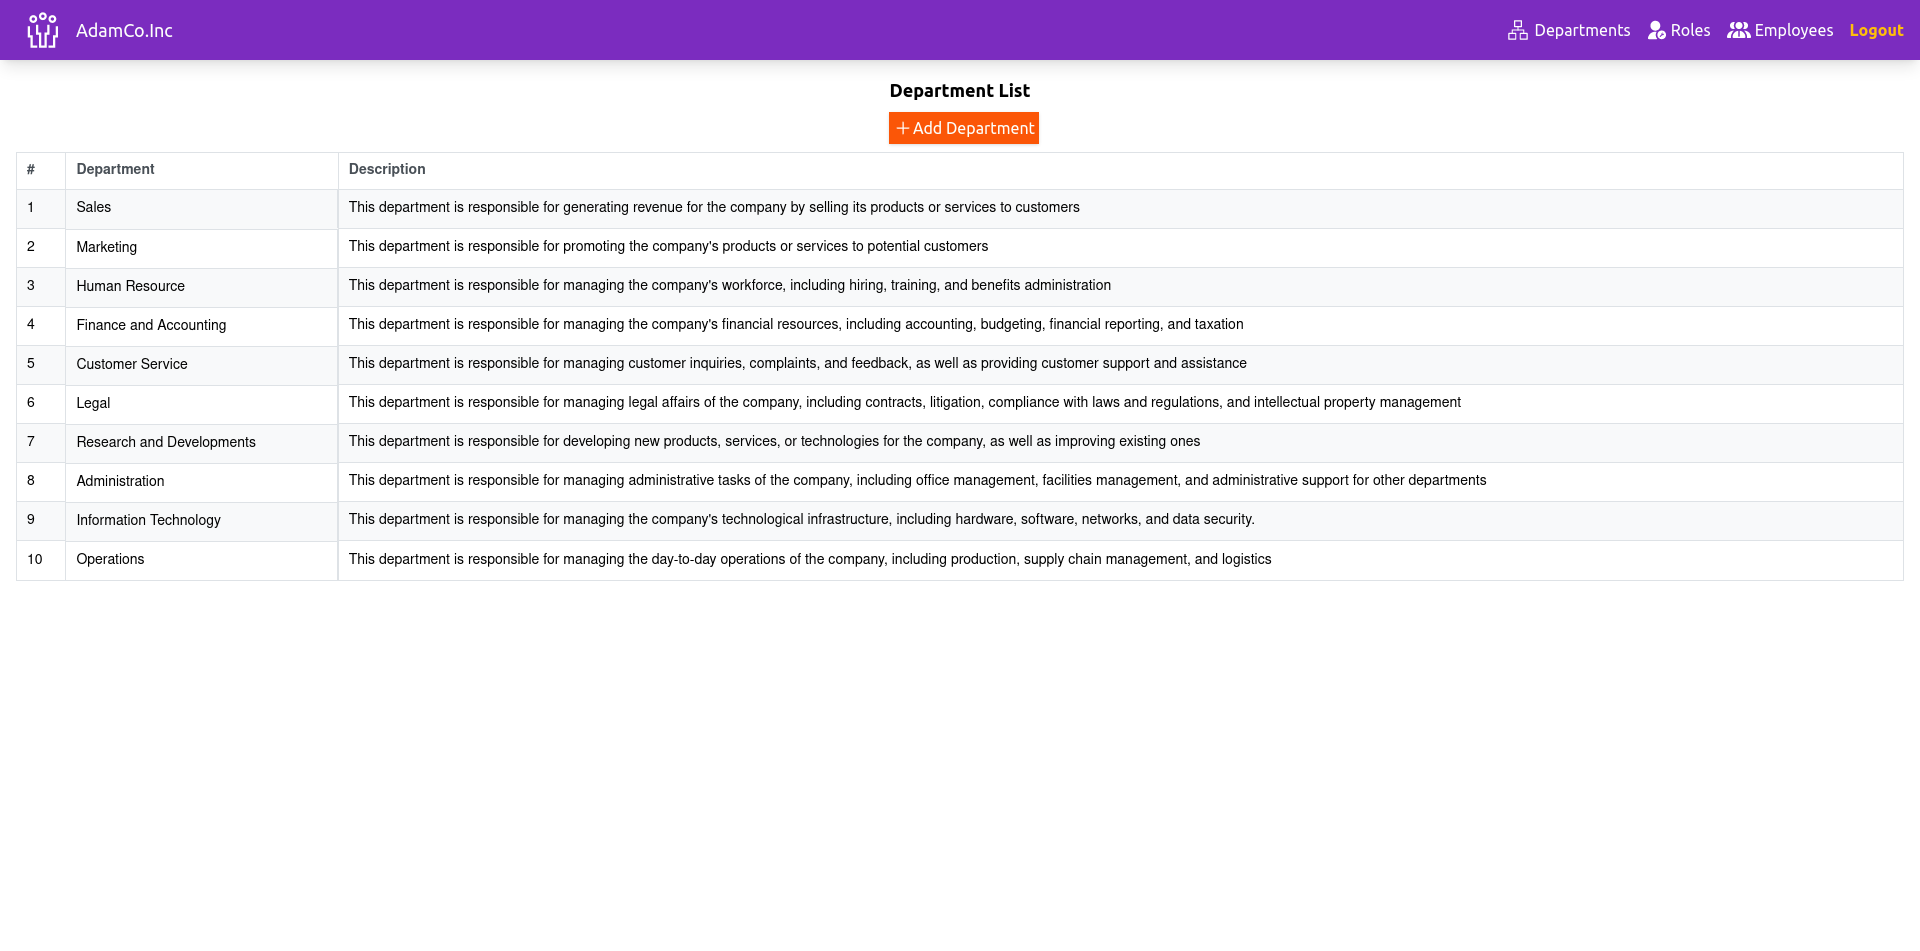 AdamCo.Inc Departments Roles Employees Logout
Department List
Add Department
# Department Description
1 Sales This department is responsible for generating revenue for the company by selling its products or services to customers
2 Marketing This department is responsible for promoting the company's products or services to potential customers
3 Human Resource This department is responsible for managing the company's workforce, including hiring, training, and benefits administration
4 Finance and Accounting This department is responsible for managing the company's financial resources, including accounting, budgeting, financial reporting, and taxation
5 Customer Service This department is responsible for managing customer inquiries, complaints, and feedback, as well as providing customer support and assistance
6 Legal This department is responsible for managing legal affairs of the company, including contracts, litigation, compliance with laws and regulations, and intellectual property management
7 Research and Developments This department is responsible for developing new products, services, or technologies for the company, as well as improving existing ones
8 Administration This department is responsible for managing administrative tasks of the company, including office management, facilities management, and administrative support for other departments
9 Information Technology This department is responsible for managing the company's technological infrastructure, including hardware, software, networks, and data security.
10 Operations This department is responsible for managing the day-to-day operations of the company, including production, supply chain management, and logistics